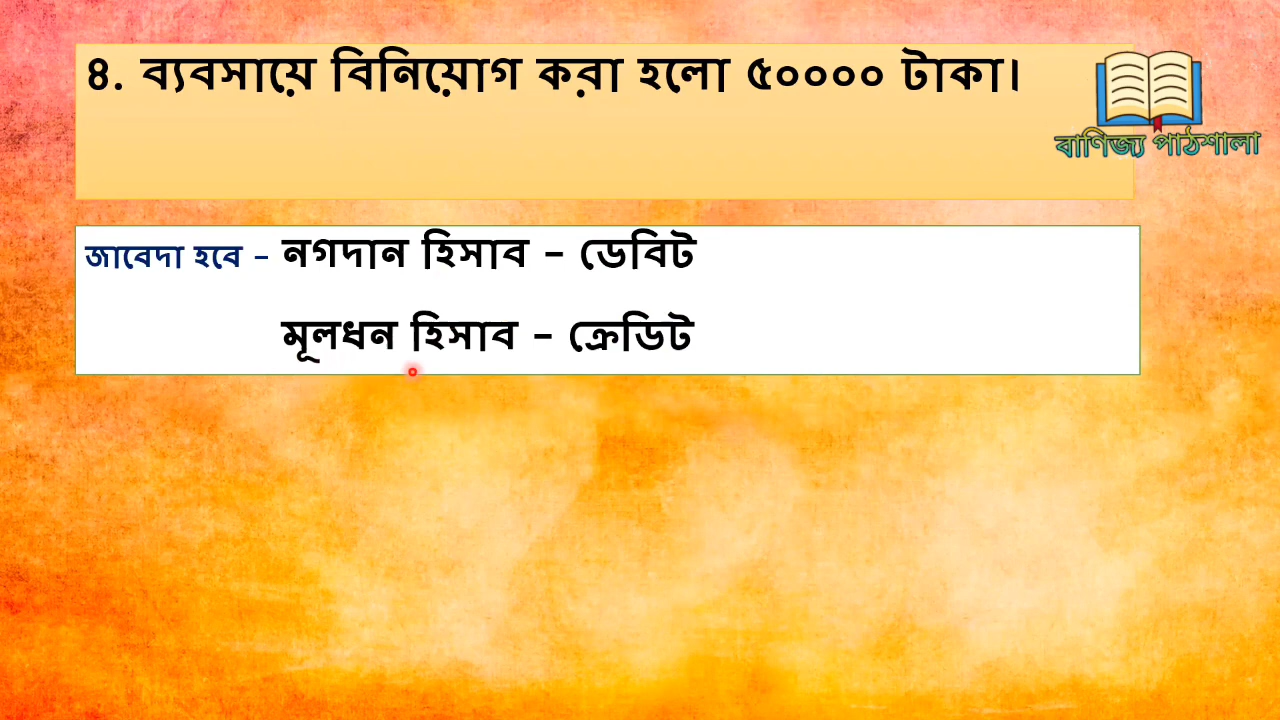 ৪. ব্যবসায়ে বিনিয়োগ করা হলো ৫০০০০ টাকা।
বাণিজ্য পাঠশালা
জাবেদা হবে – নগদান হিসাব – ডেবিট
মূলধন হিসাব – ক্রেডিট